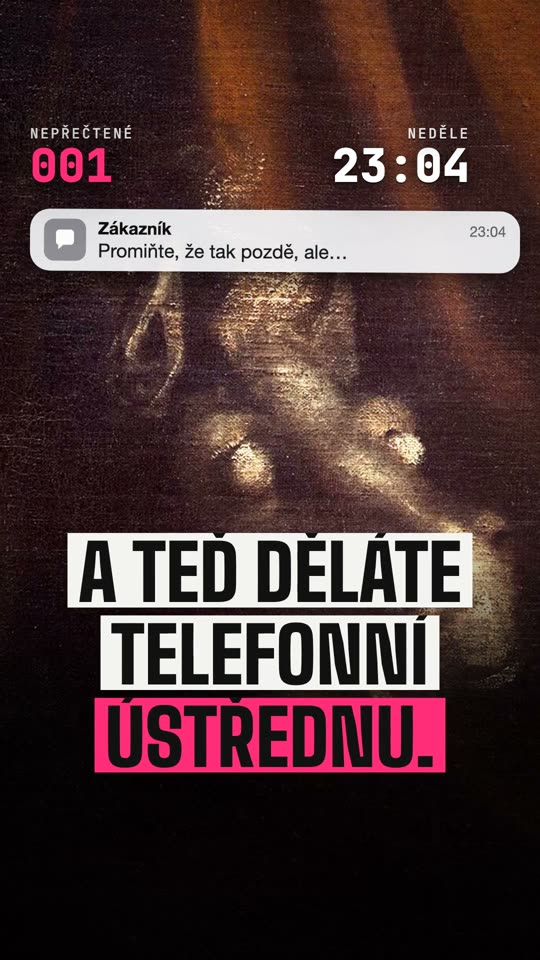 NEPŘEČTENÉ
001
NEDĚLE
23:04
Zákazník
23:04
Promiňte, že tak pozdě, ale…
A TEĎ DĚLÁTE
TELEFONNÍ
ÚSTŘEDNU.